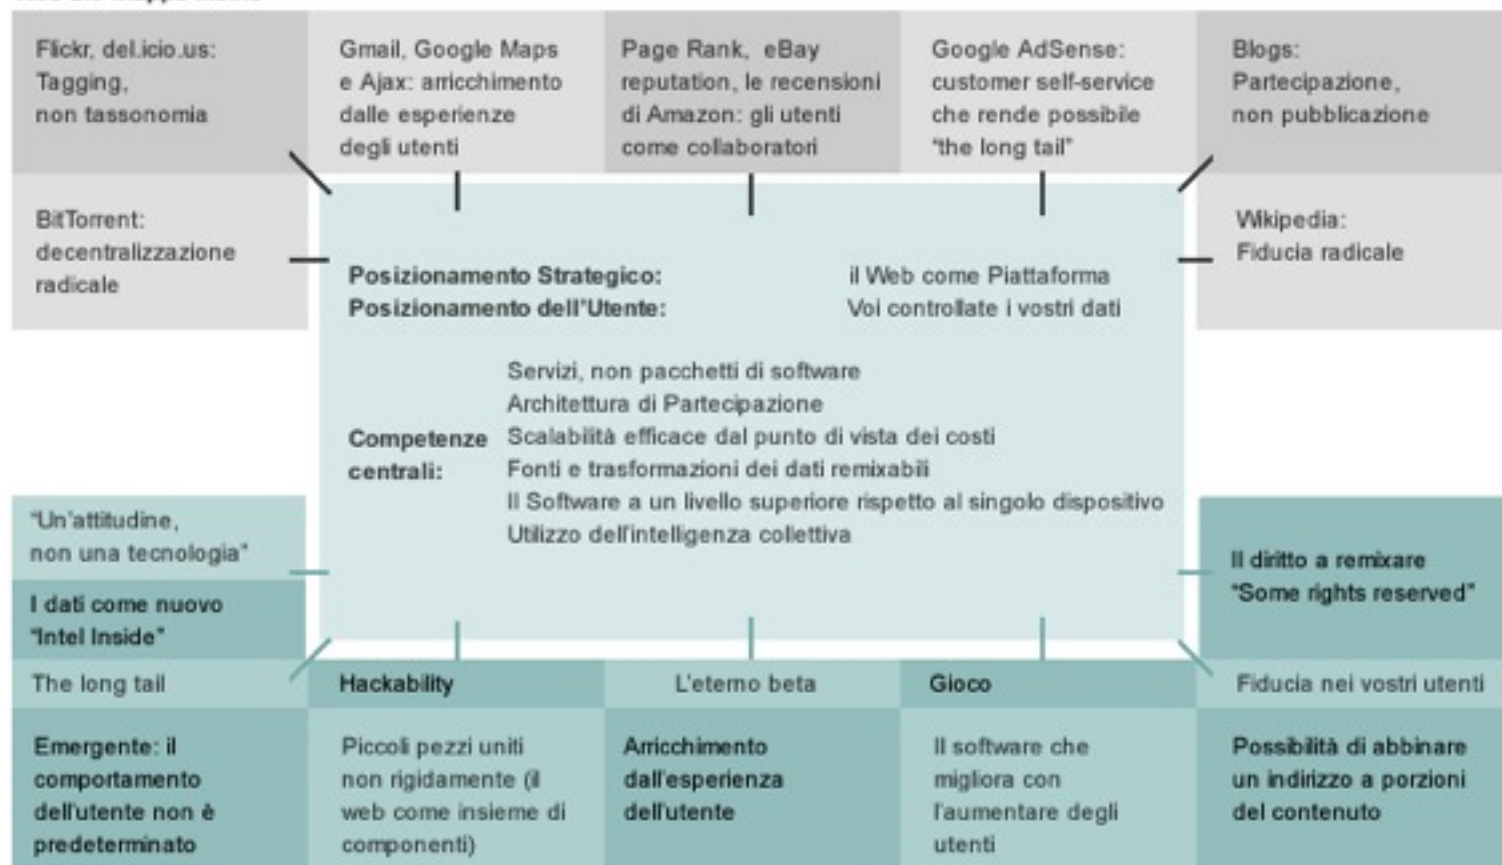 Flickr, del.icio.us:
Tagging,
non tassonomia
Gmail, Google Maps
e Ajax: arricchimento
dalle esperienze
degli utenti
Page Rank, eBay
reputation, le recensioni
di Amazon: gli utenti
come collaboratori
Google AdSense:
customer self-service
che rende possibile
"the long tail"
Blogs:
Partecipazione,
non pubblicazione
BitTorrent:
decentralizzazione
radicale
Wikipedia:
Fiducia radicale
Posizionamento Strategico: il Web come Piattaforma
Posizionamento dell"Utente: Voi controllate i vostri dati
Competenze
centrali:
Servizi, non pacchetti di software
Architettura di Partecipazione
Scalabilità efficace dal punto di vista dei costi
Fonti e trasformazioni dei dati remixabili
Il Software a un livello superiore rispetto al singolo dispositivo
Utilizzo dell'intelligenza collettiva
"Un'attitudine,
non una tecnologia"
I dati come nuovo
"Intel Inside"
The long tail
Il diritto a remixare
"Some rights reserved"
Hackability
L'eterno beta
Gioco
Fiducia nei vostri utenti
Emergente: il
comportamento
dell'utente non è
predeterminato
Piccoli pezzi uniti
non rigidamente (il
web come insieme di
componenti)
Arricchimento
dall'esperienza
dell'utente
Il software che
migliora con
l'aumentare degli
utenti
Possibilità di abbinare
un indirizzo a porzioni
del contenuto